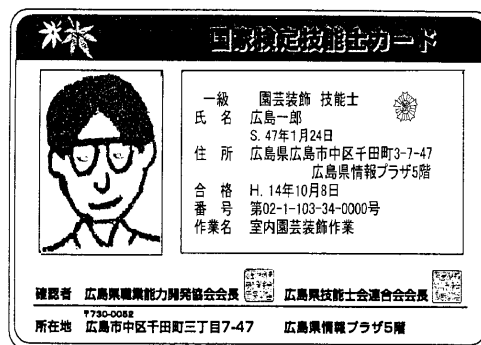 国家検定技能士カード
一級 園芸装飾 技能士
氏 名 広島一郎
S. 47年1月24日
住 所 広島県広島市中区千田町3-7-47
広島県情報プラザ5階
合 格 H. 14年10月8日
番 号 第02-1-103-34-0000号
作業名 室内園芸装飾作業
確認者 広島県職業能力開発協会会長 広島県技能士会連合会会長
〒730-0052
所在地 広島市中区千田町三丁目7-47 広島県情報プラザ5階